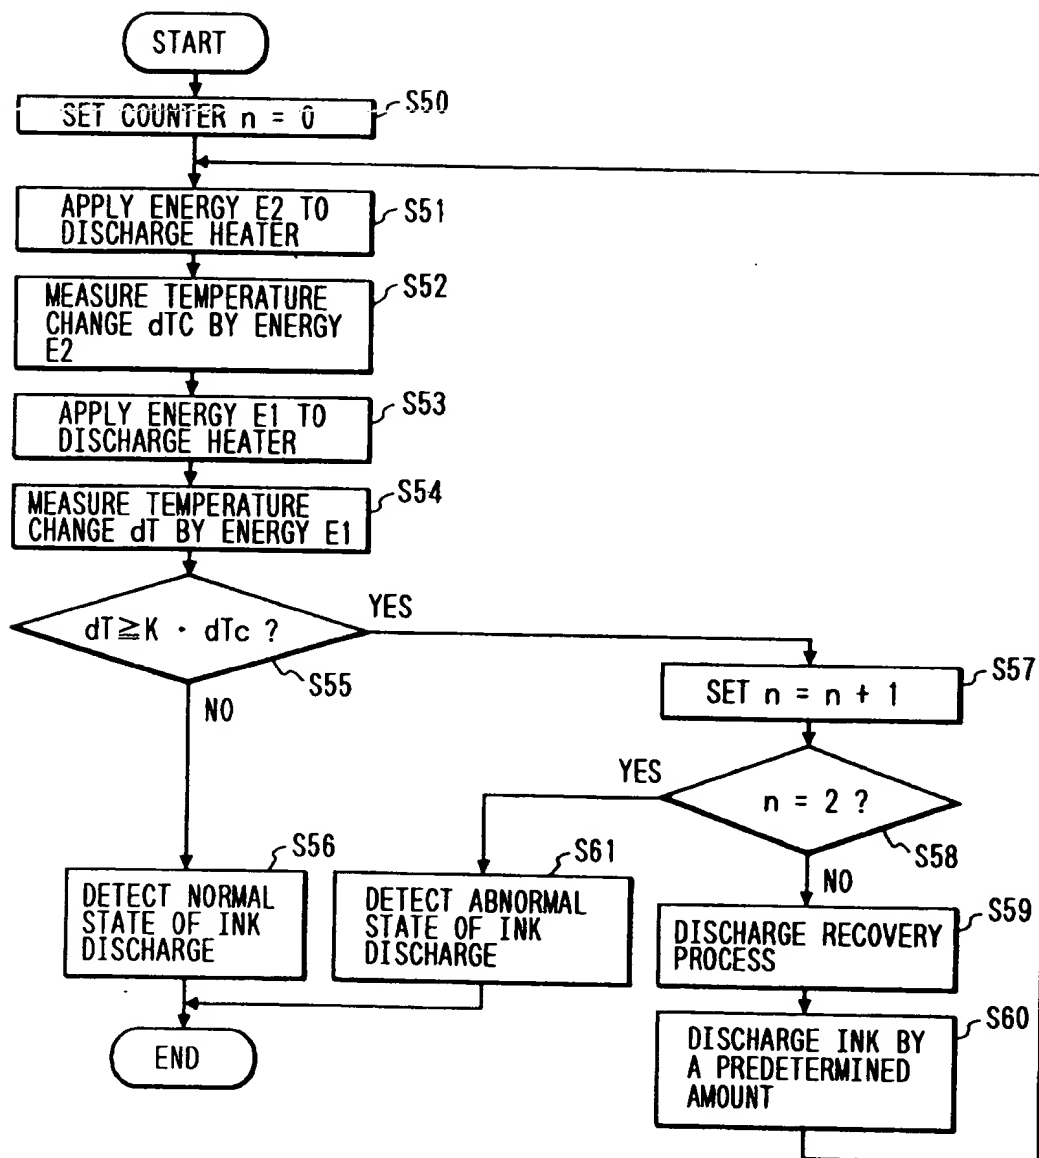 START
S50
SET COUNTER n = 0
APPLY ENERGY E2 TO
DISCHARGE HEATER
S51
MEASURE TEMPERATURE
CHANGE dTC BY ENERGY
E2
S52
APPLY ENERGY E1 TO
DISCHARGE HEATER
S53
MEASURE TEMPERATURE
CHANGE dT BY ENERGY E1
S54
dT≧K · dTc ?
YES
S55
NO
SET n = n + 1
S57
n = 2 ?
YES
S58
NO
DETECT NORMAL
STATE OF INK
DISCHARGE
S56
DETECT ABNORMAL
STATE OF INK
DISCHARGE
S61
DISCHARGE RECOVERY
PROCESS
S59
DISCHARGE INK BY
A PREDETERMINED
AMOUNT
S60
END